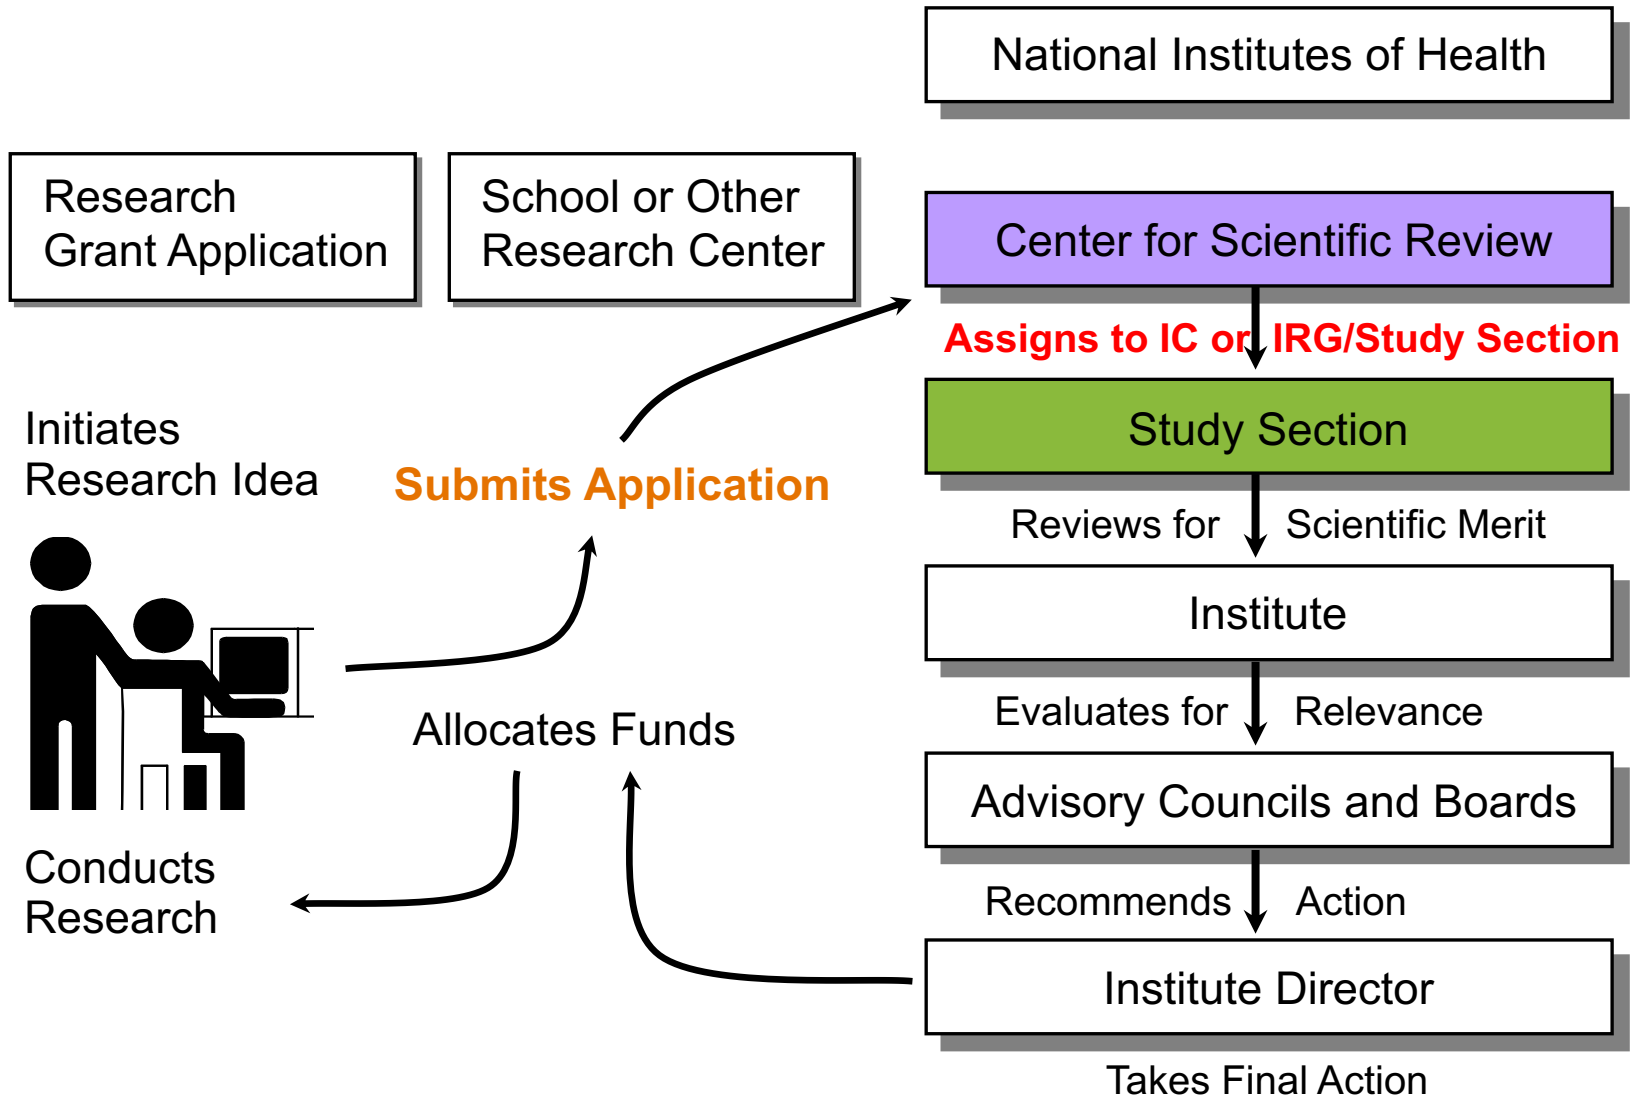 National Institutes of Health
Research
Grant Application
School or Other
Research Center
Center for Scientific Review
Assigns to IC or IRG/Study Section
Initiates
Research Idea
Submits Application
Study Section
Reviews for Scientific Merit
Institute
Evaluates for Relevance
Allocates Funds
Advisory Councils and Boards
Conducts
Research
Recommends Action
Institute Director
Takes Final Action